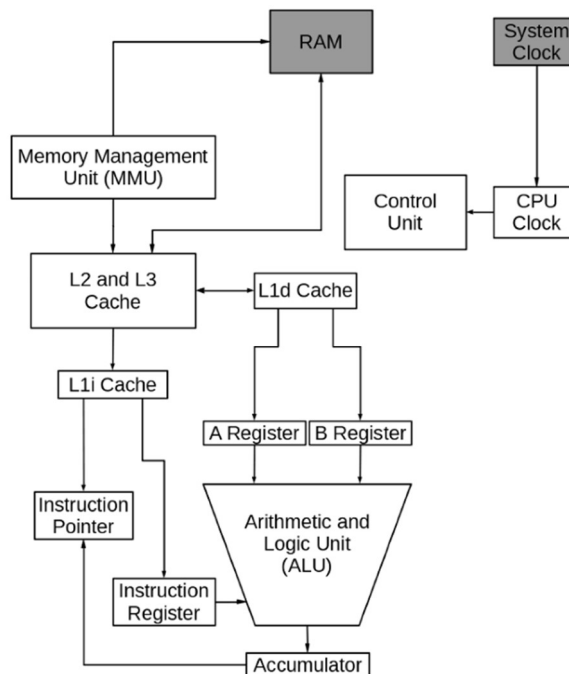 RAM
System
Clock
Memory Management
Unit (MMU)
Control
Unit
CPU
Clock
L2 and L3
Cache
L1d Cache
L1i Cache
A Register
B Register
Instruction
Pointer
Arithmetic and
Logic Unit
(ALU)
Instruction
Register
Accumulator